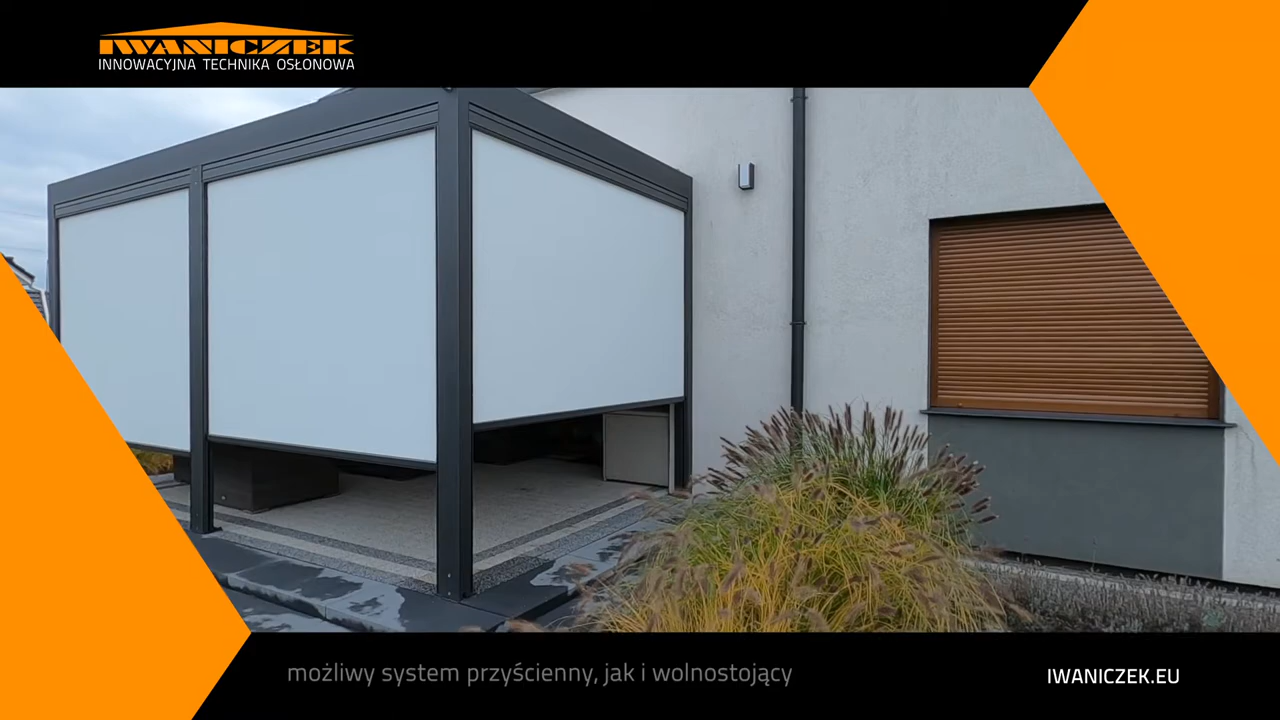 IWANICZEK
INNOWACYJNA TECHNIKA OSŁONOWA
możliwy system przyścienny, jak i wolnostojący
IWANICZEK.EU